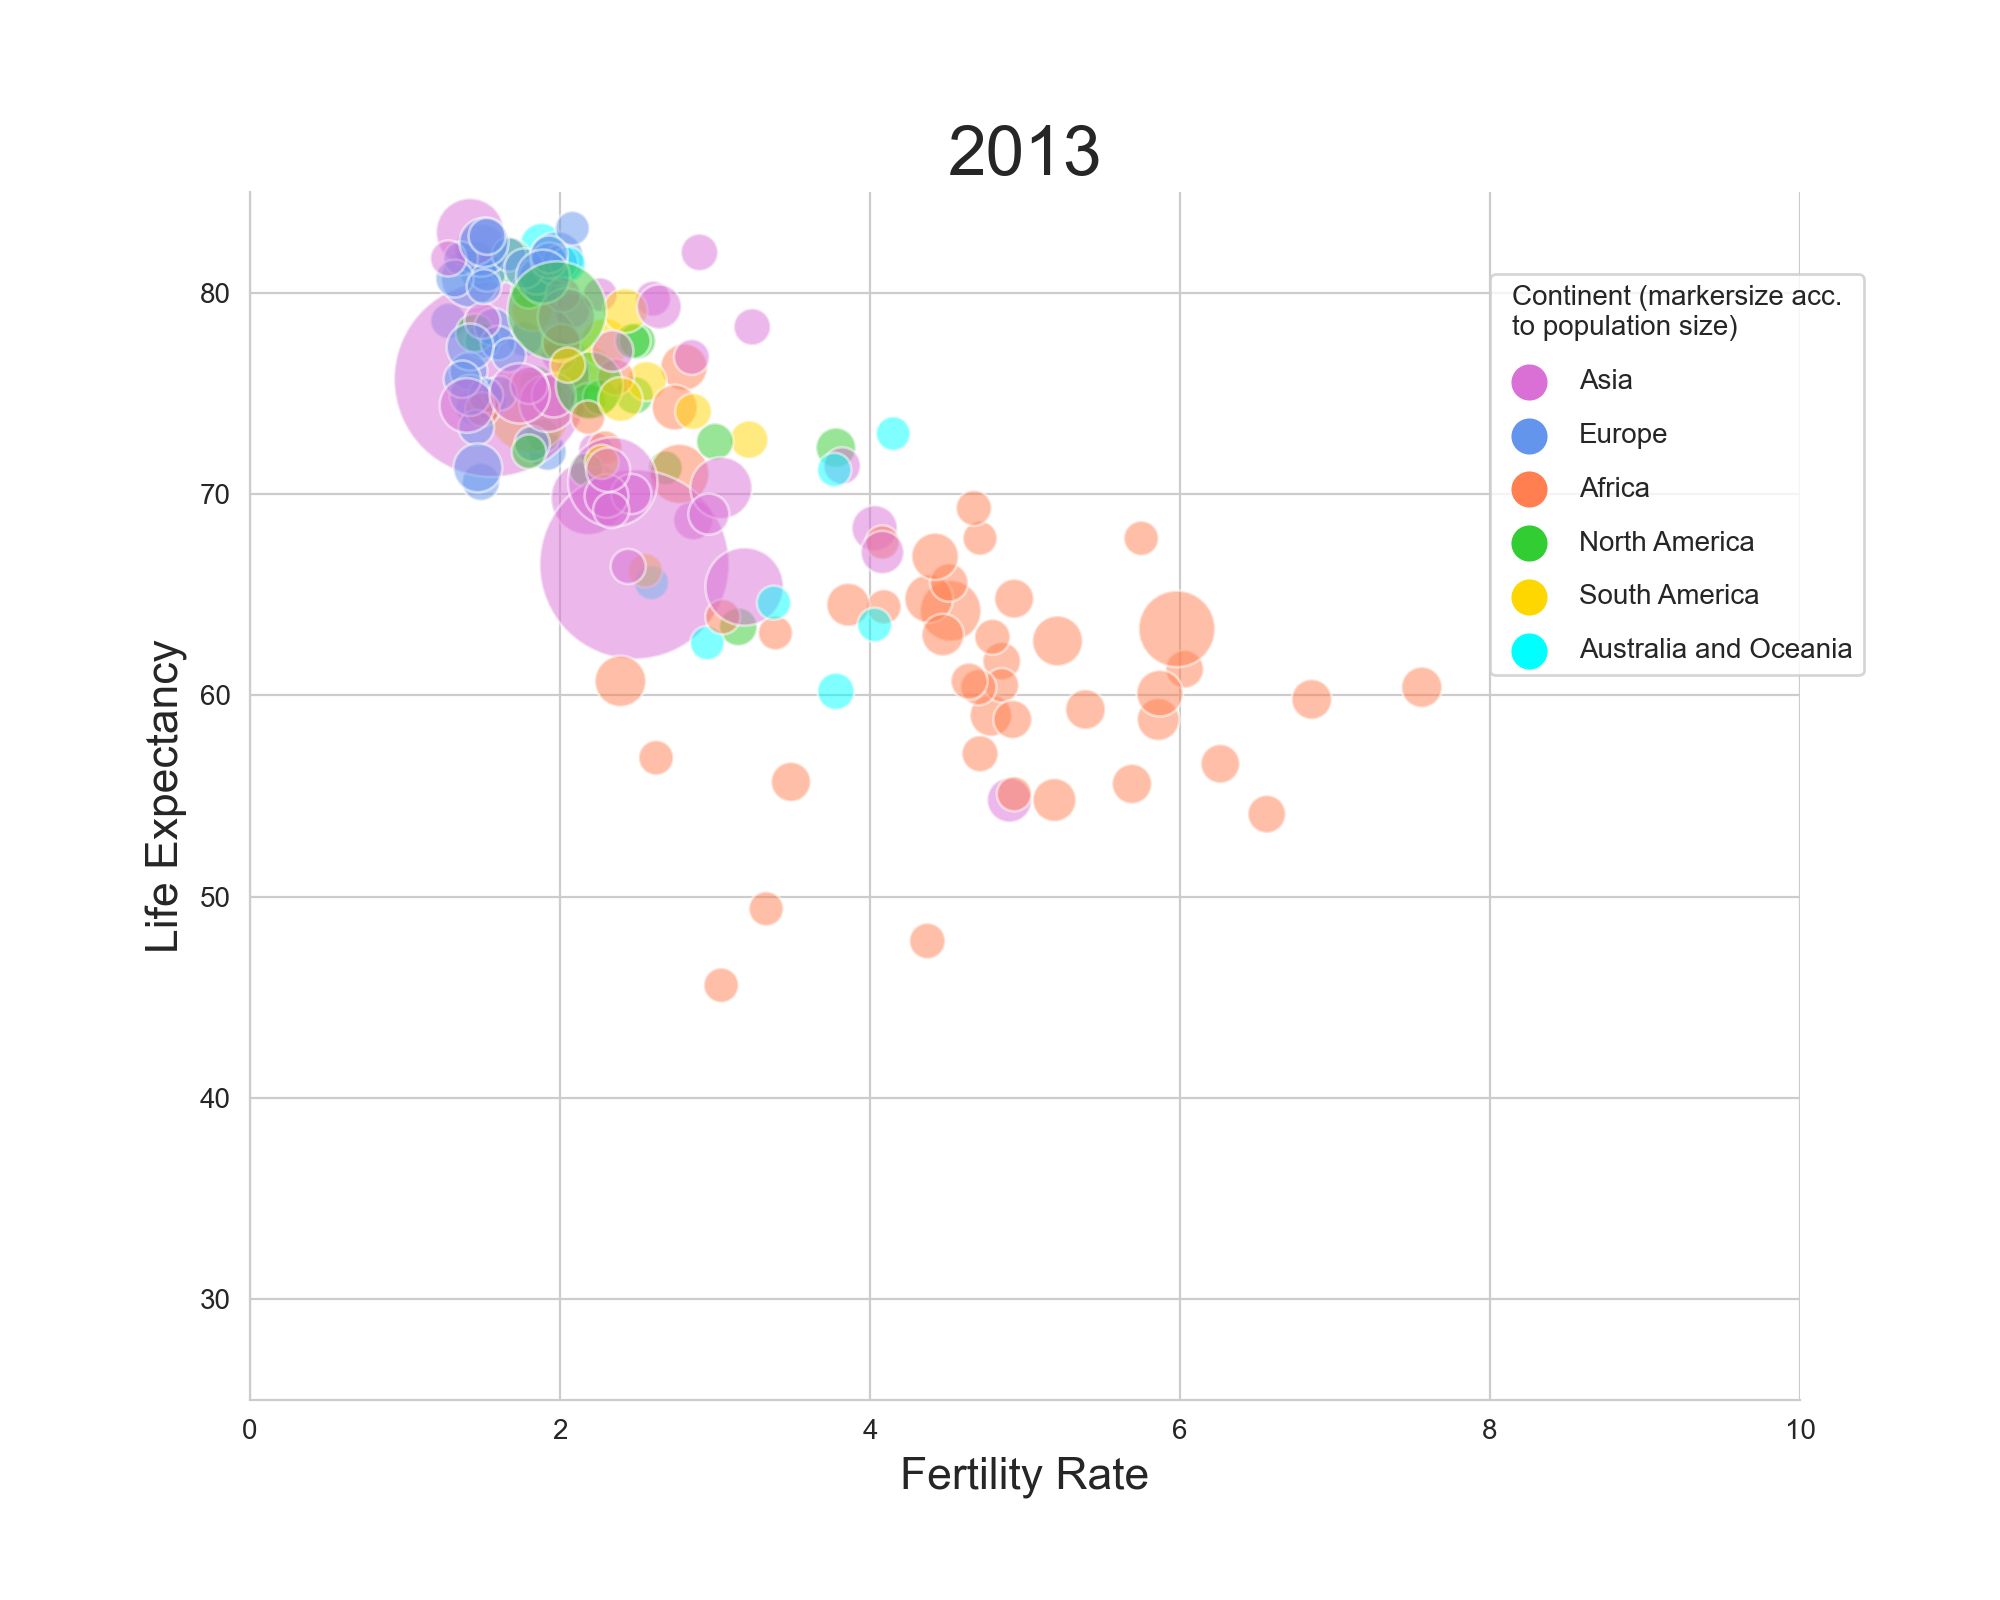 2013
Life Expectancy
80
70
60
50
40
30
0
2
4
6
8
10
Fertility Rate
Continent (markersize acc.
to population size)
Asia
Europe
Africa
North America
South America
Australia and Oceania